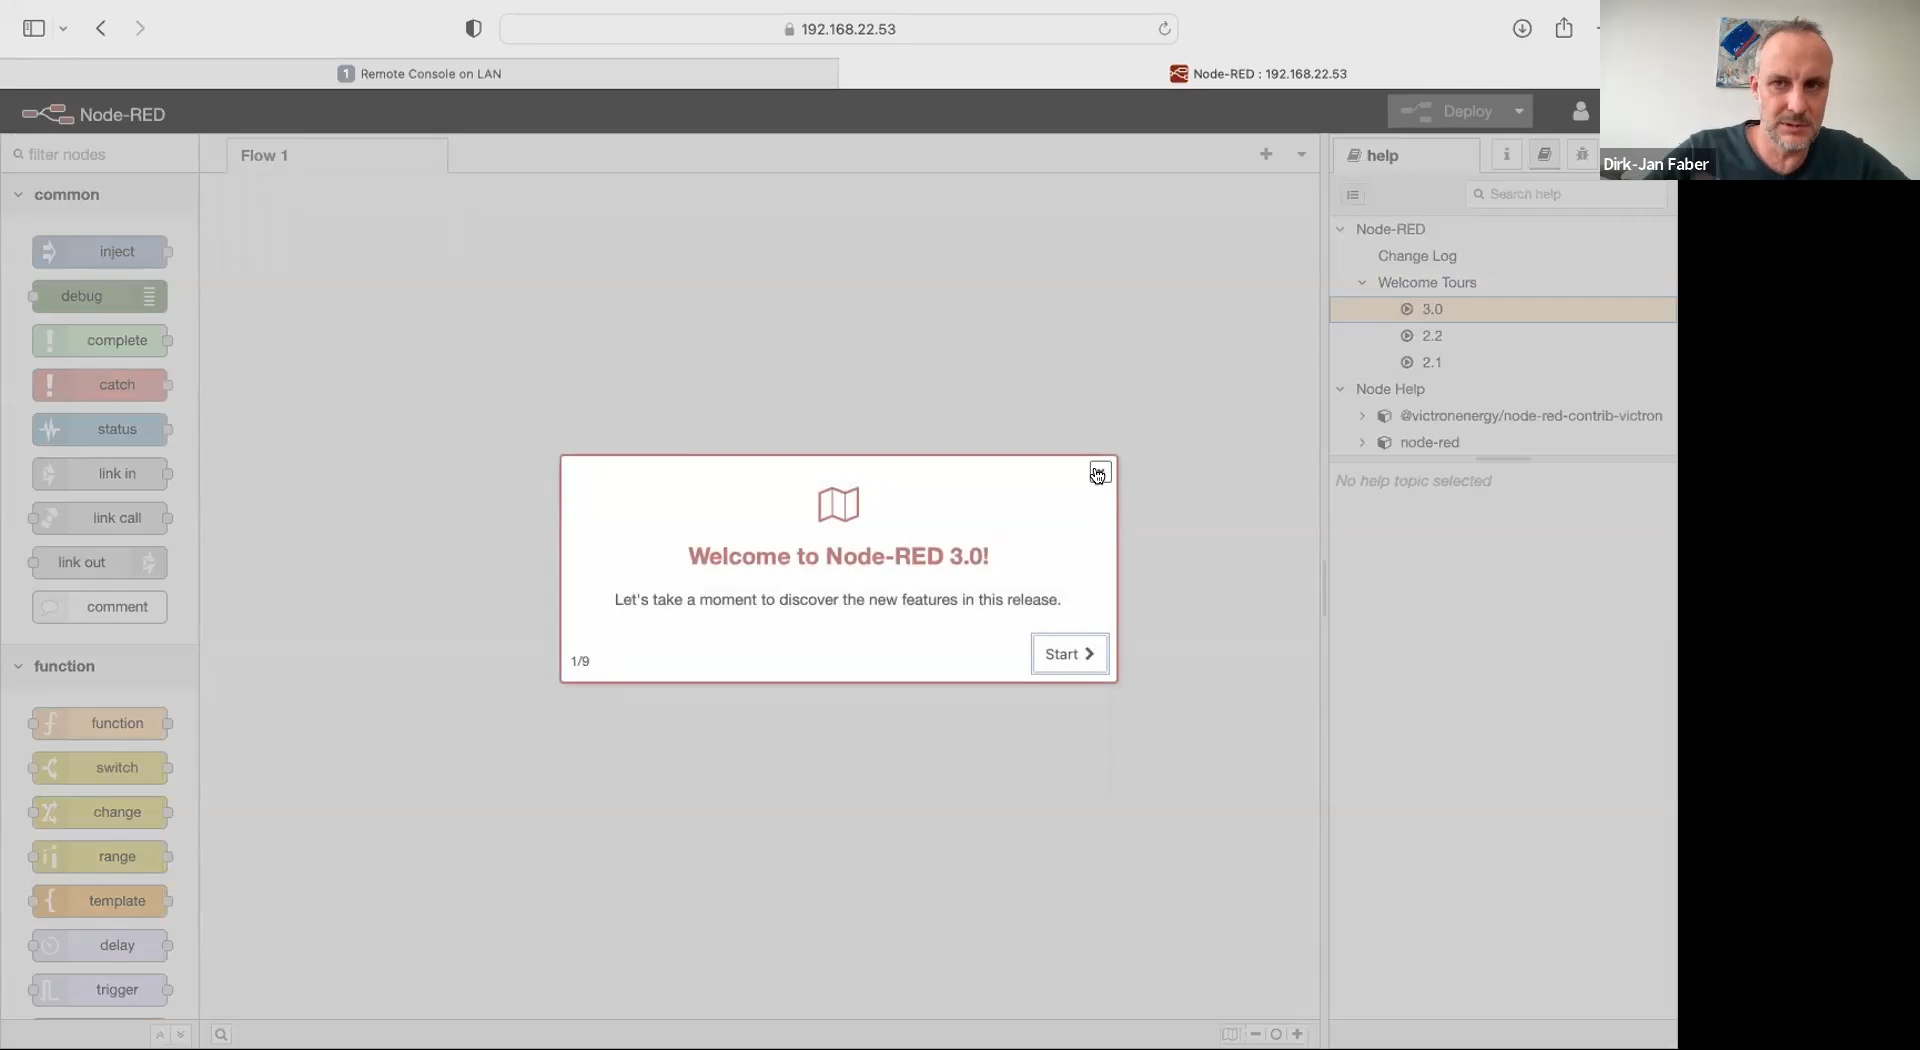 192.168.22.53
1 Remote Console on LAN
Node-RED : 192.168.22.53
Node-RED
Deploy
Dirk-Jan Faber
filter nodes
Flow 1
help
i
common
Search help
inject
debug
complete
catch
status
link in
link call
link out
comment
function
function
switch
change
range
template
delay
trigger
Node-RED
Change Log
Welcome Tours
3.0
2.2
2.1
Node Help
@victronenergy/node-red-contrib-victron
node-red
No help topic selected
Welcome to Node-RED 3.0!
Let's take a moment to discover the new features in this release.
1/9
Start